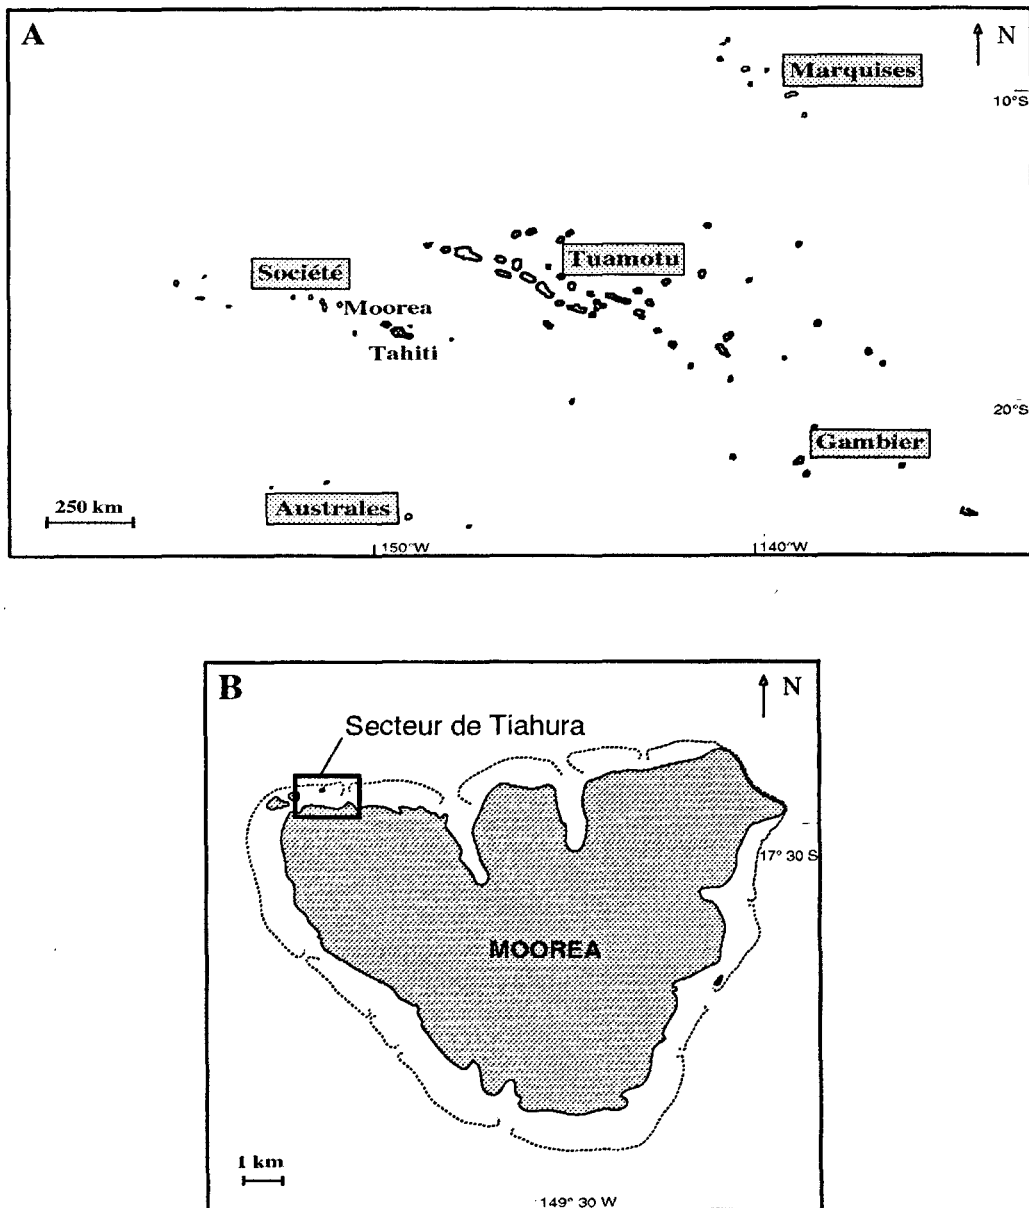 A
N
Marquises
10°S
Société
Tuamotu
Moorea
Tahiti
20°S
Gambier
250 km
Australes
150°W
140°W
B
N
Secteur de Tiahura
17° 30 S
MOOREA
1 km
149° 30 W